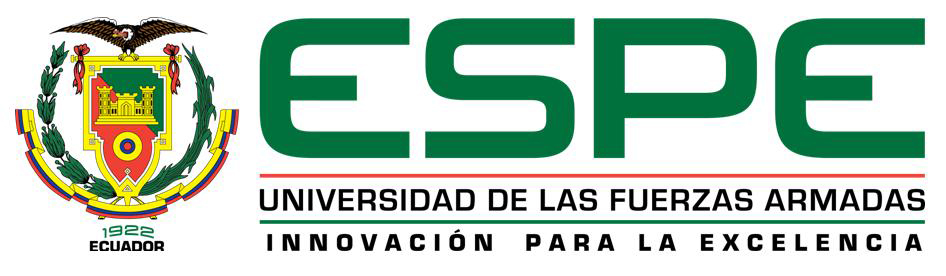 ESPE
UNIVERSIDAD DE LAS FUERZAS ARMADAS
INNOVACIÓN PARA LA EXCELENCIA
1922
ECUADOR